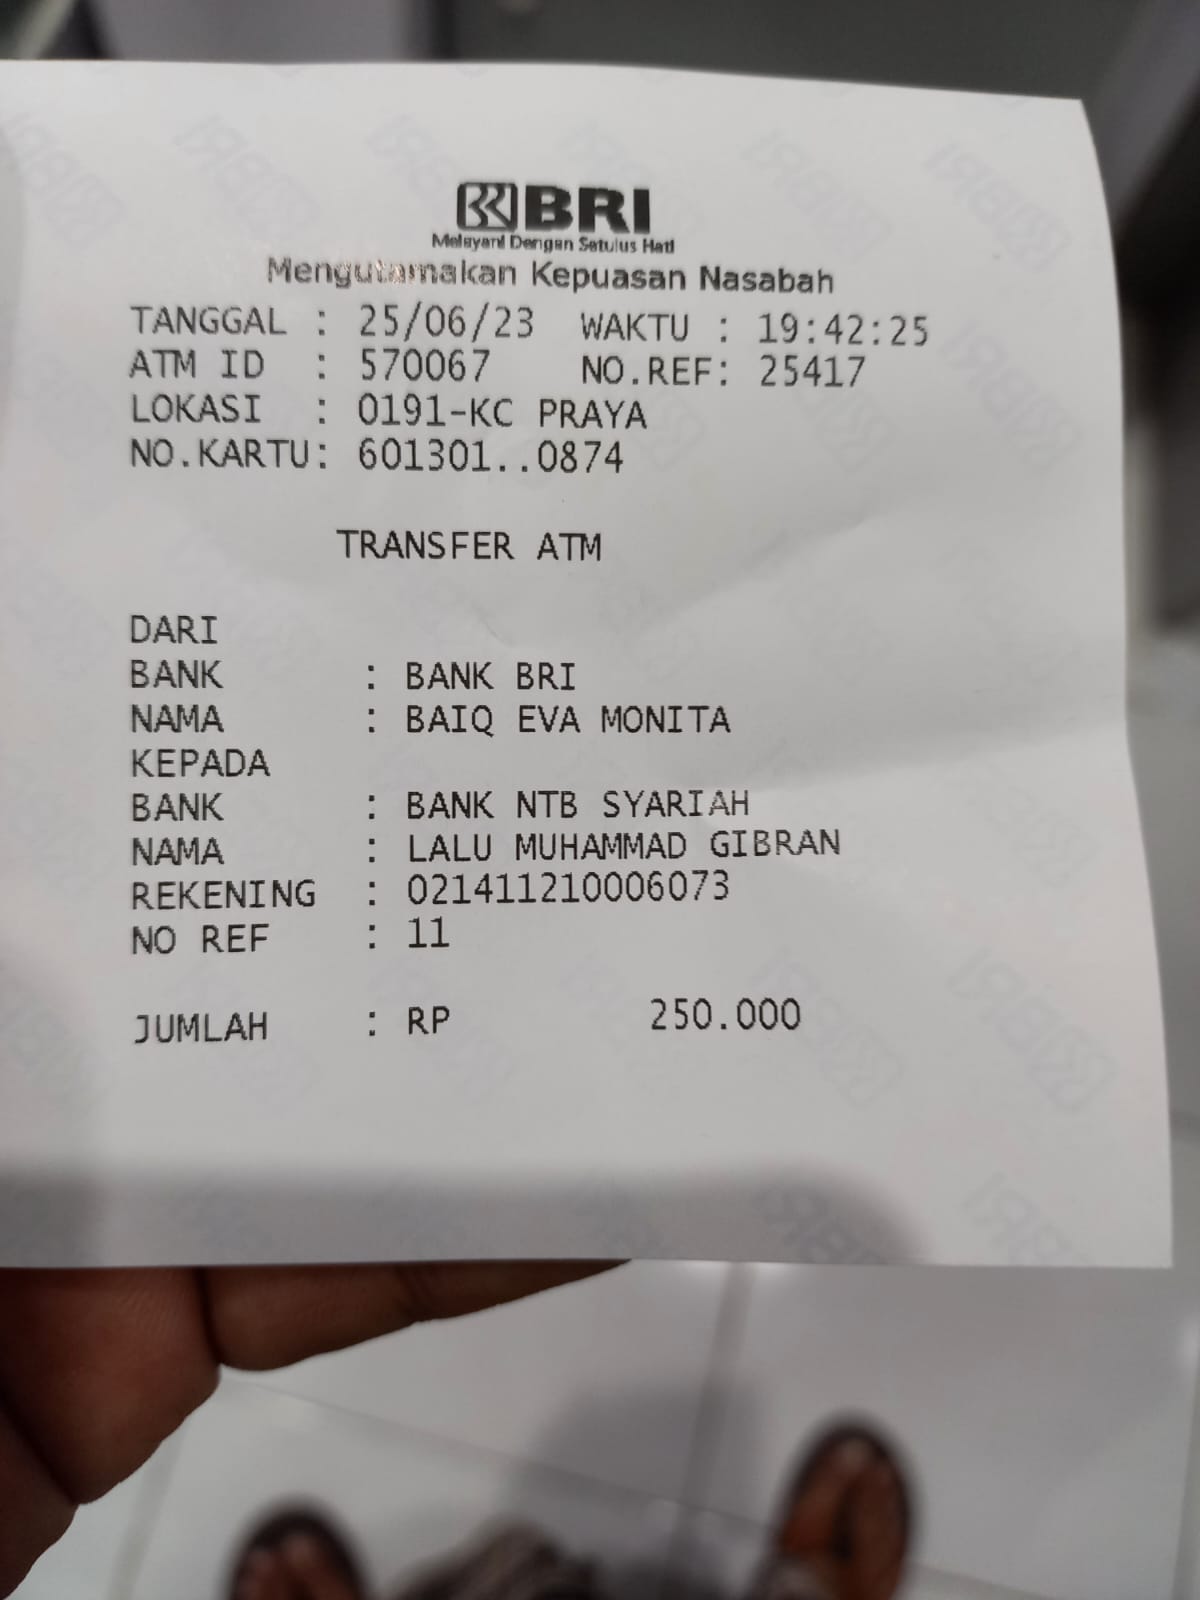 BRI
Melayani Dengan Setulus Hati
Mengutamakan Kepuasan Nasabah
TANGGAL : 25/06/23 WAKTU : 19:42:25
ATM ID : 570067 NO.REF: 25417
LOKASI : 0191-KC PRAYA
NO.KARTU: 601301..0874
TRANSFER ATM
DARI
BANK : BANK BRI
NAMA : BAIQ EVA MONITA
KEPADA
BANK : BANK NTB SYARIAH
NAMA : LALU MUHAMMAD GIBRAN
REKENING : 021411210006073
NO REF : 11
JUMLAH : RP 250.000